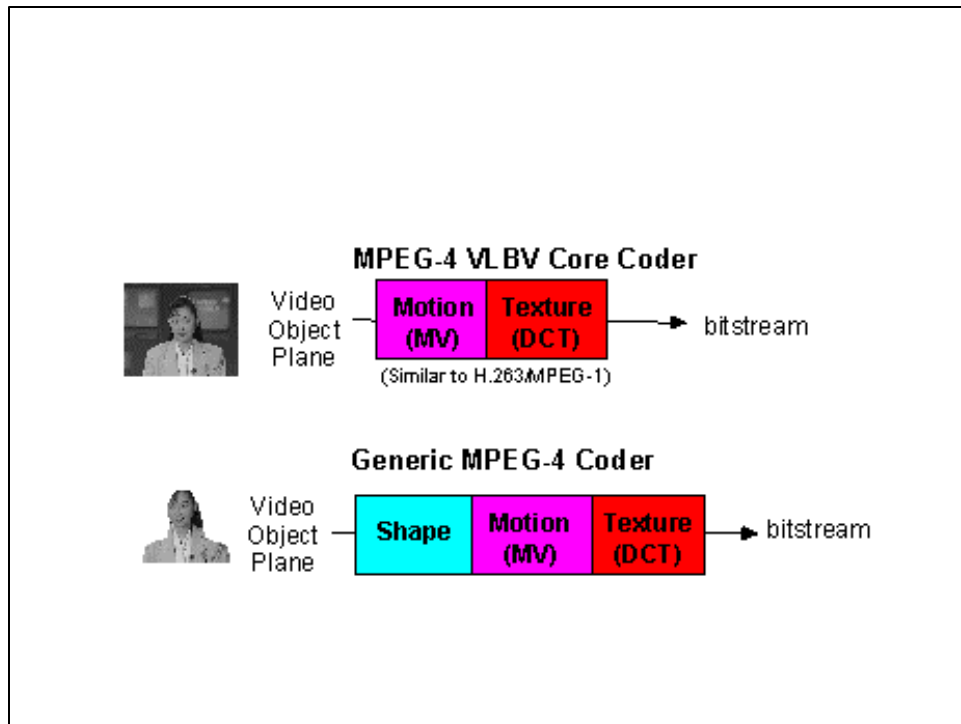 MPEG-4 VLBV Core Coder
Video
Object
Plane
Motion
(MV)
Texture
(DCT)
bitstream
(Similar to H.263/MPEG-1)
Generic MPEG-4 Coder
Video
Object
Plane
Shape
Motion
(MV)
Texture
(DCT)
bitstream